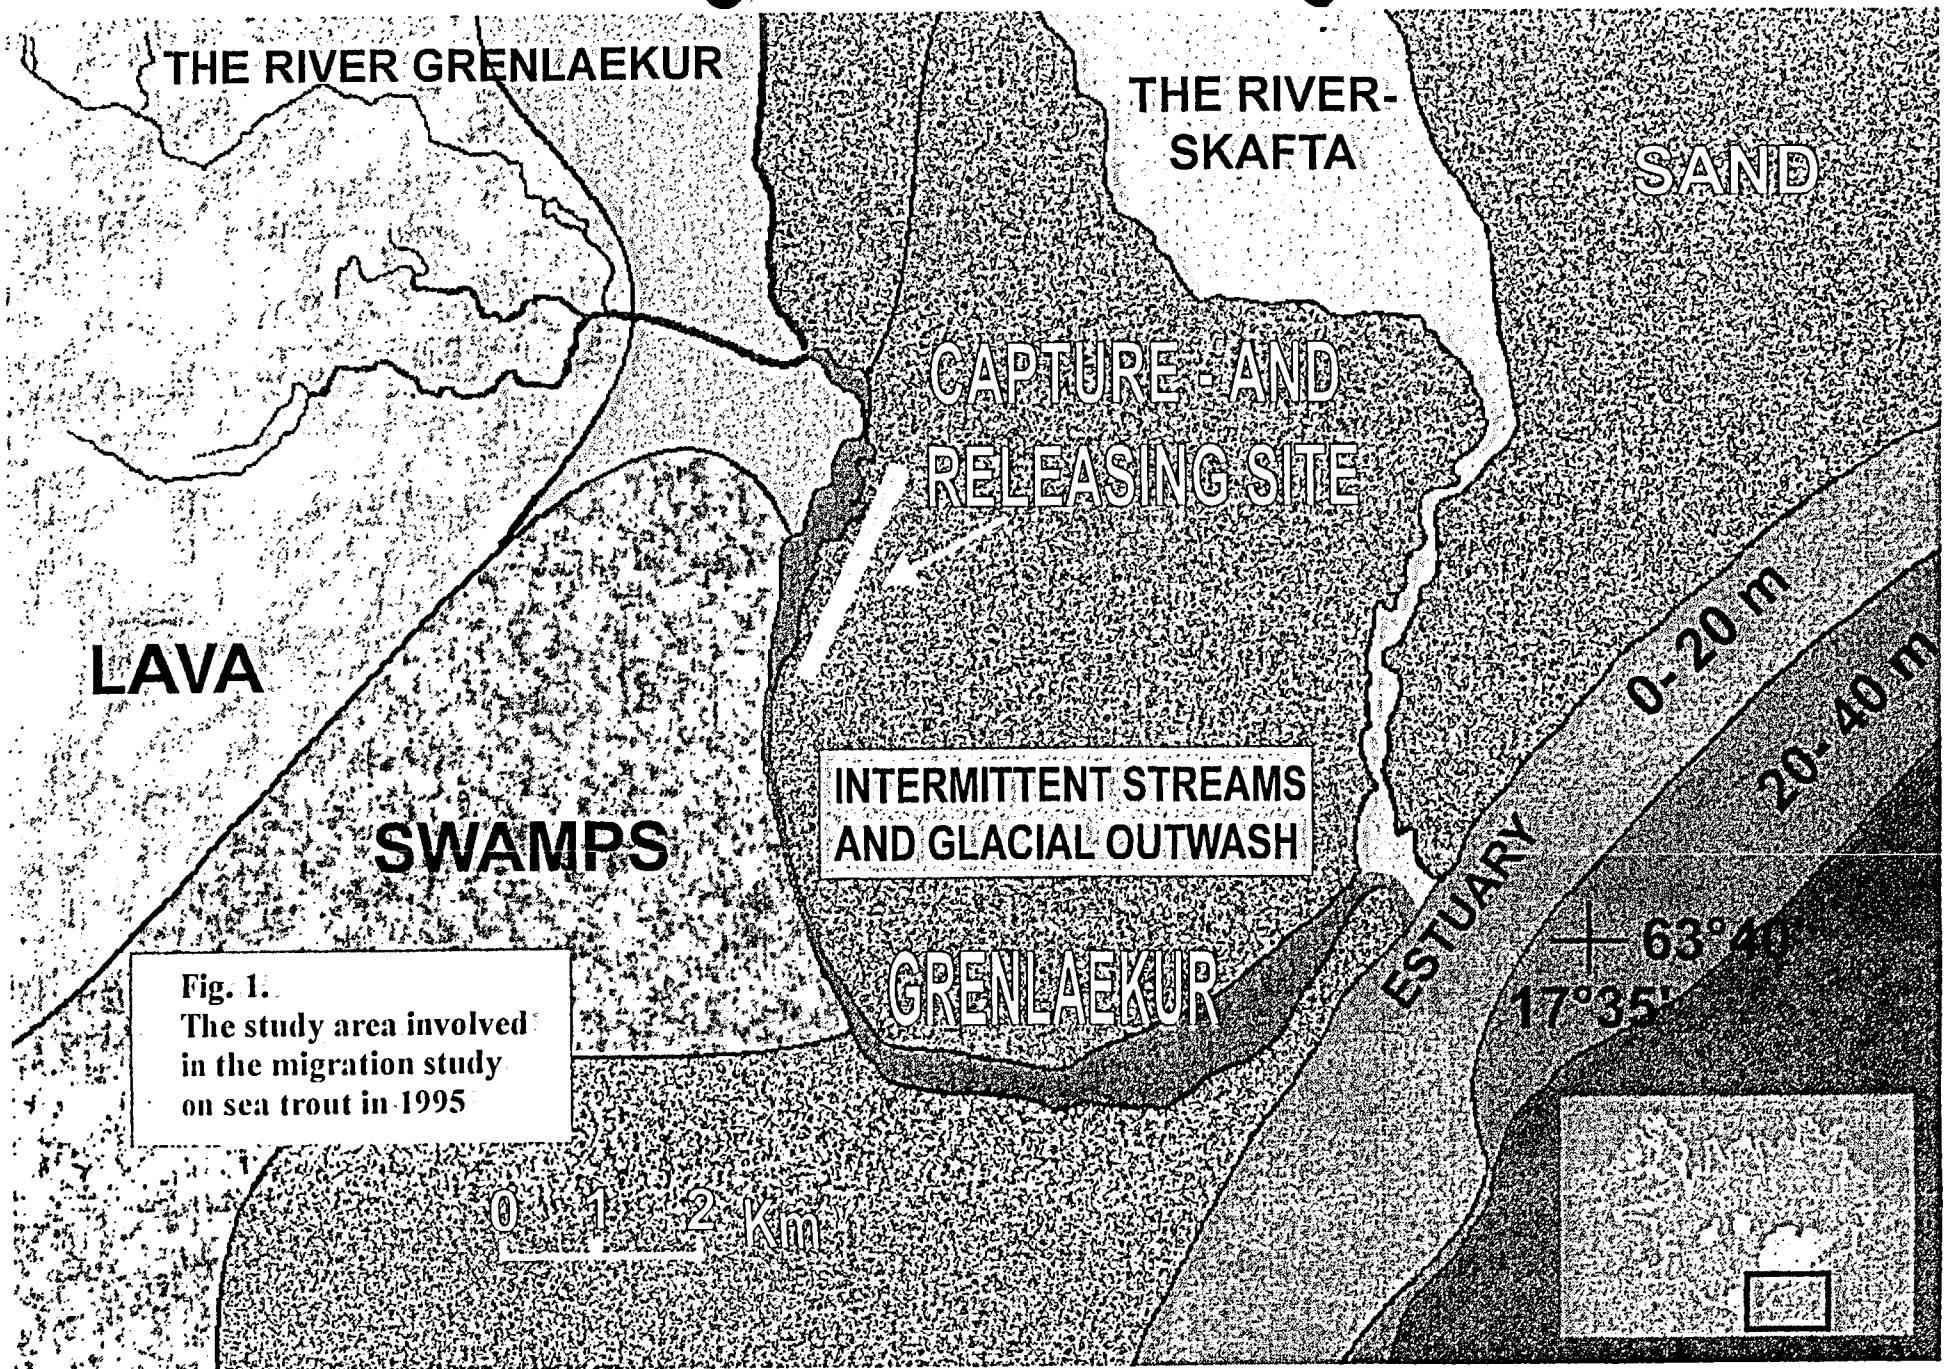 THE RIVER GRENLAEKUR
THE RIVER-
SKAFTA
SAND
CAPTURE - AND
RELEASING SITE
LAVA
0- 20 m
20- 40 m
INTERMITTENT STREAMS
AND GLACIAL OUTWASH
SWAMPS
ESTUARY
63°40'
17°35'
GRENLAEKUR
Fig. 1.
The study area involved
in the migration study
on sea trout in 1995
0 1 2 Km